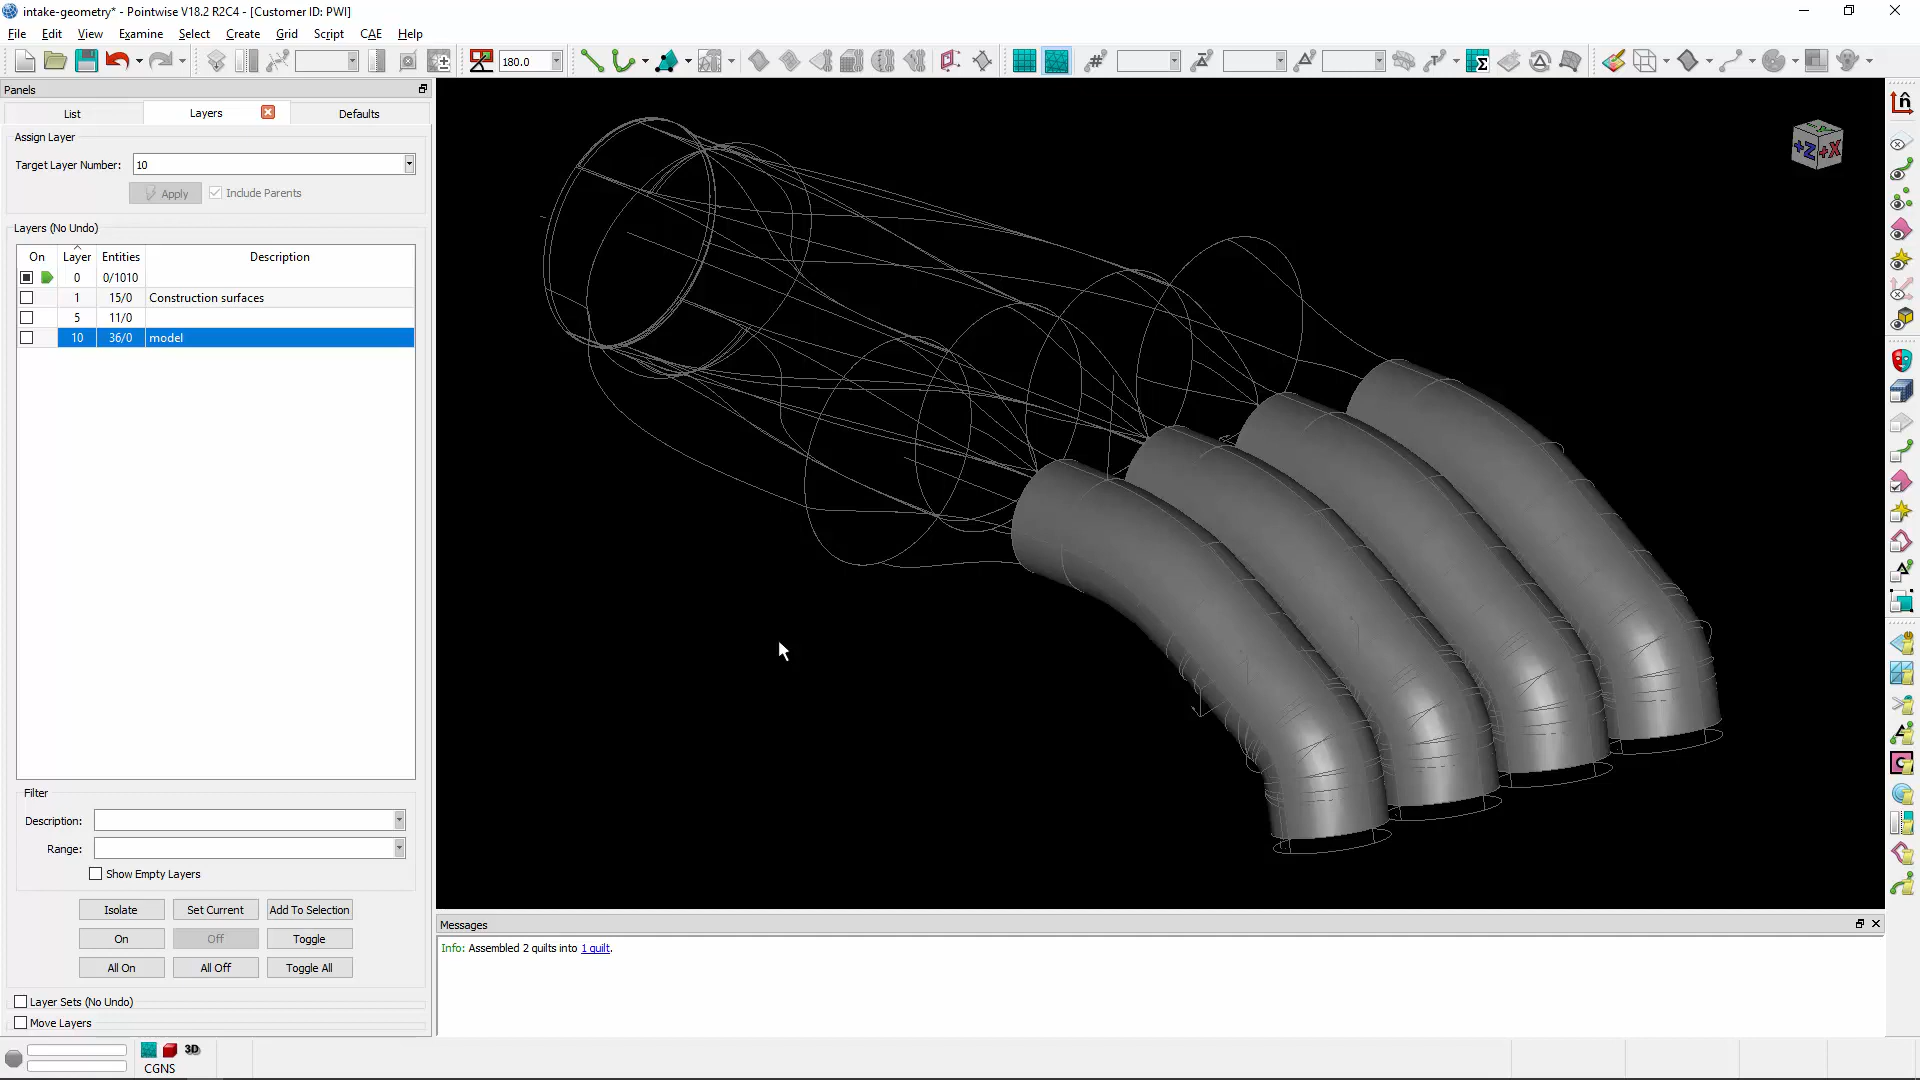 intake-geometry* - Pointwise V18.2 R2C4 - [Customer ID: PWI]
File Edit View Examine Select Create Grid Script CAE Help
180.0
Panels
List Layers Defaults
Assign Layer
Target Layer Number: 10
Apply Include Parents
Layers (No Undo)
On Layer Entities Description
0 0/1010
1 15/0 Construction surfaces
5 11/0
10 36/0 model
Filter
Description:
Range:
Show Empty Layers
Isolate Set Current Add To Selection
On Off Toggle
All On All Off Toggle All
Layer Sets (No Undo)
Move Layers
+Z +X
Messages
Info: Assembled 2 quilts into 1 quilt.
3D
CGNS